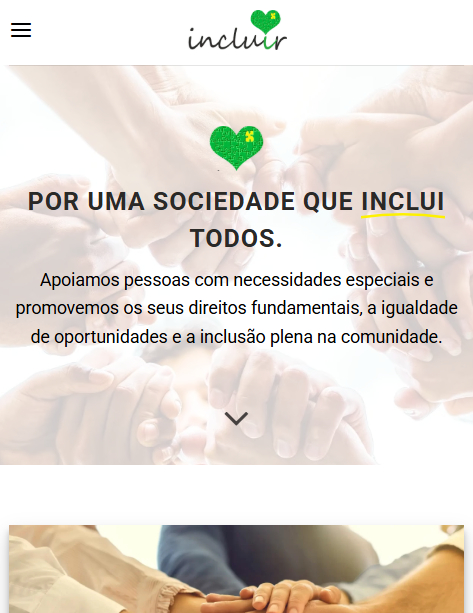 incluir
POR UMA SOCIEDADE QUE INCLUI
TODOS.
Apoiamos pessoas com necessidades especiais e
promovemos os seus direitos fundamentais, a igualdade
de oportunidades e a inclusão plena na comunidade.